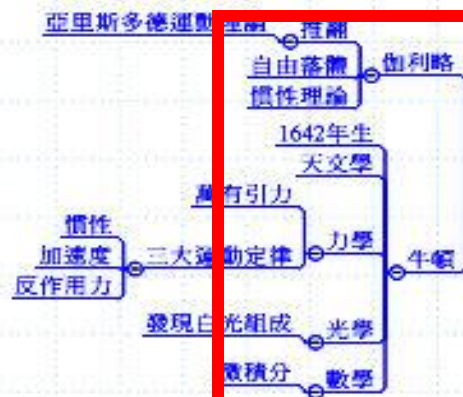 亞里斯多德運動理論 推翻
自由落體 伽利略
慣性理論
1642年生
天文學
萬有引力
慣性 力學
加速度 三大運動定律 牛頓
反作用力
發現白光組成 光學
微積分 數學